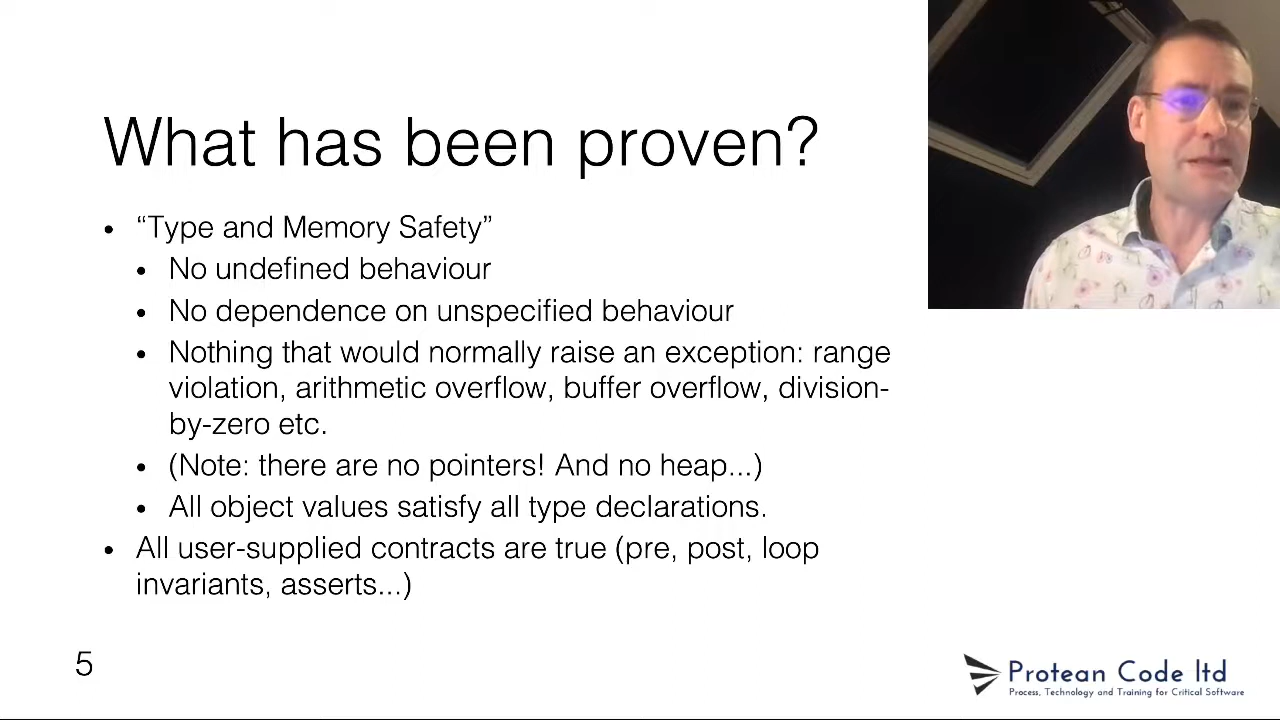 What has been proven?
• “Type and Memory Safety”
• No undefined behaviour
• No dependence on unspecified behaviour
• Nothing that would normally raise an exception: range
violation, arithmetic overflow, buffer overflow, division-
by-zero etc.
• (Note: there are no pointers! And no heap...)
• All object values satisfy all type declarations.
• All user-supplied contracts are true (pre, post, loop
invariants, asserts...)
5
Protean Code ltd
Process, Technology and Training for Critical Software